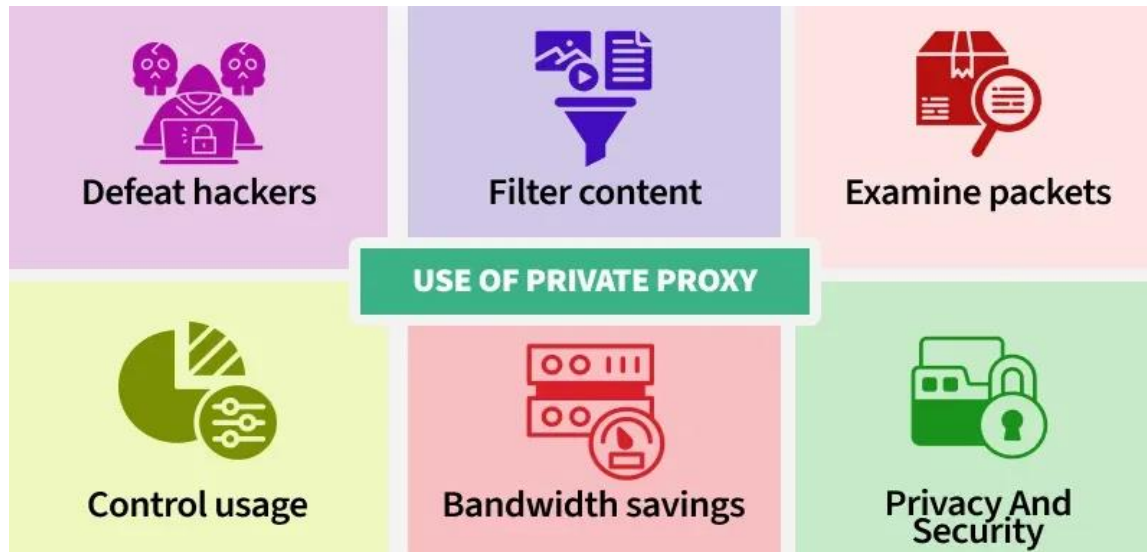 Defeat hackers
Filter content
Examine packets
USE OF PRIVATE PROXY
Control usage
Bandwidth savings
Privacy And
Security